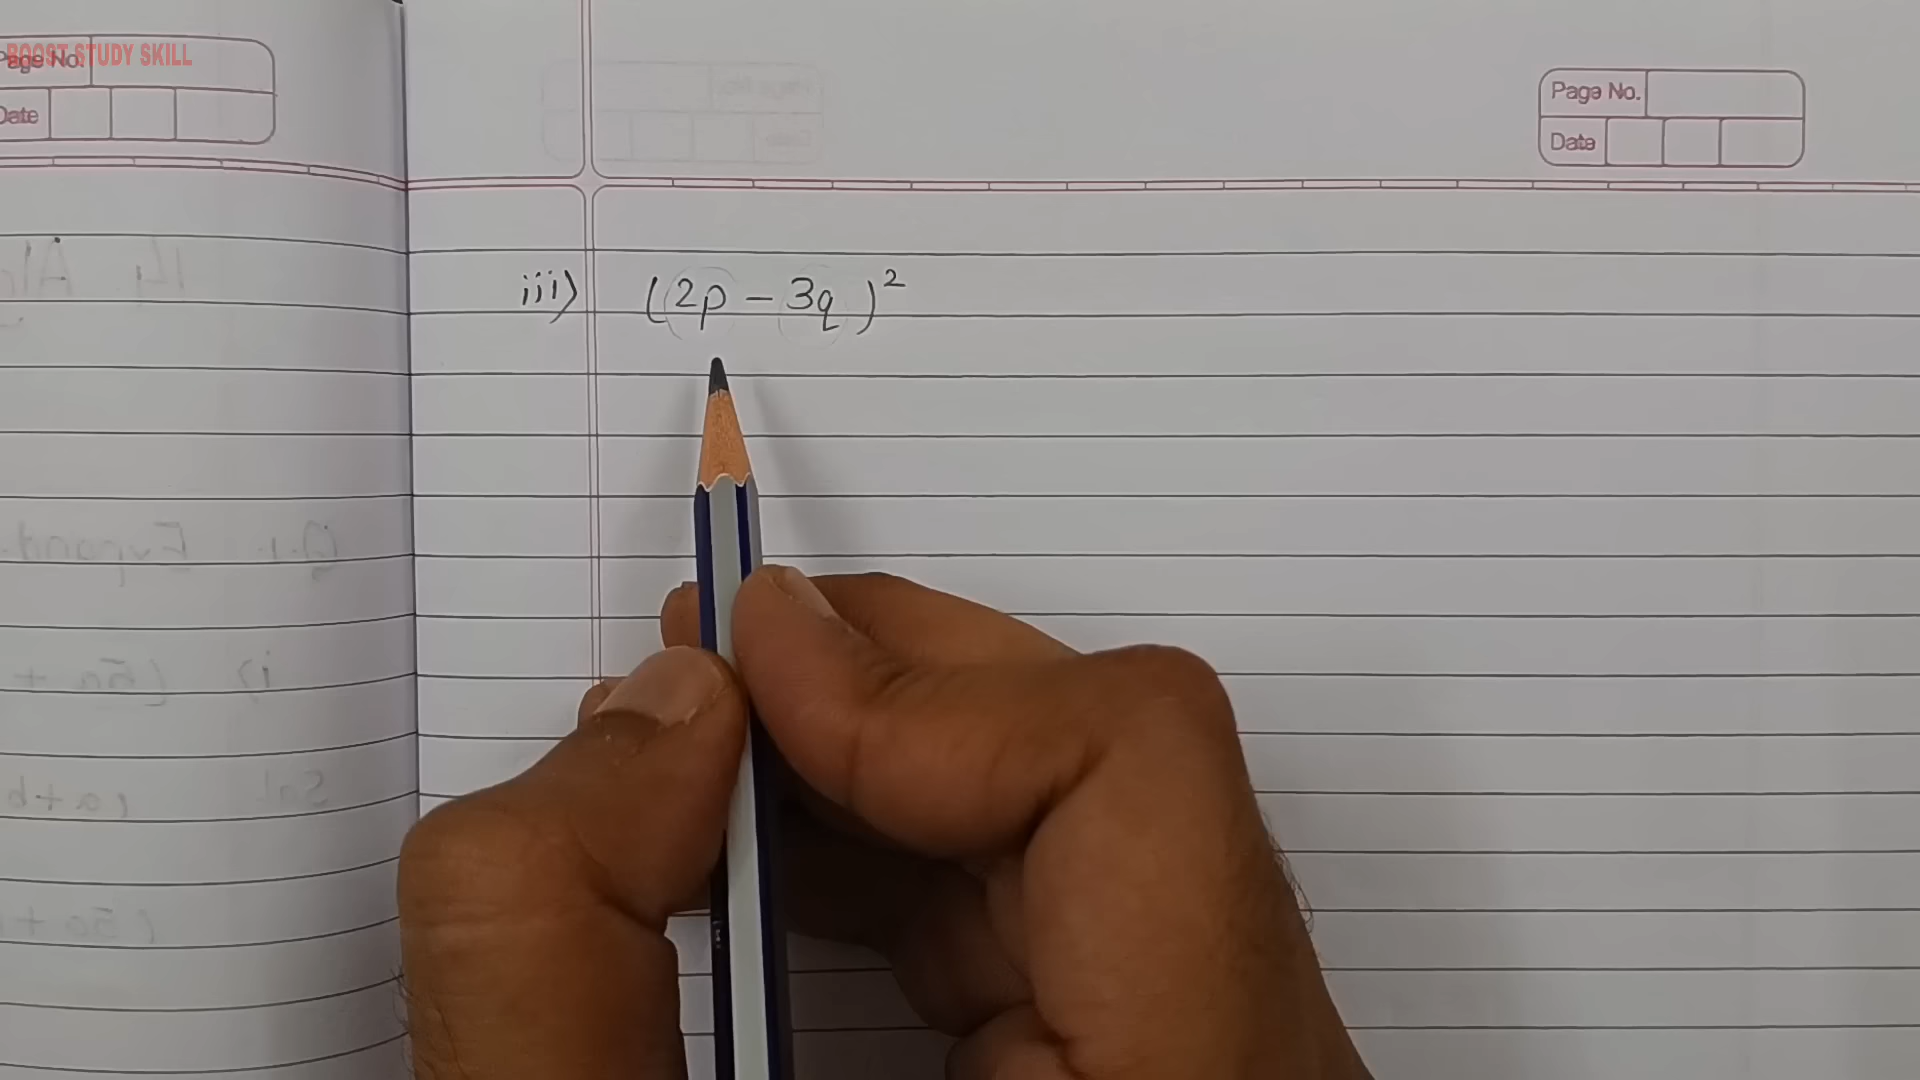 BOOST STUDY SKILL
Page No.
Date
Page No.
Date
iii) (2p - 3q)²